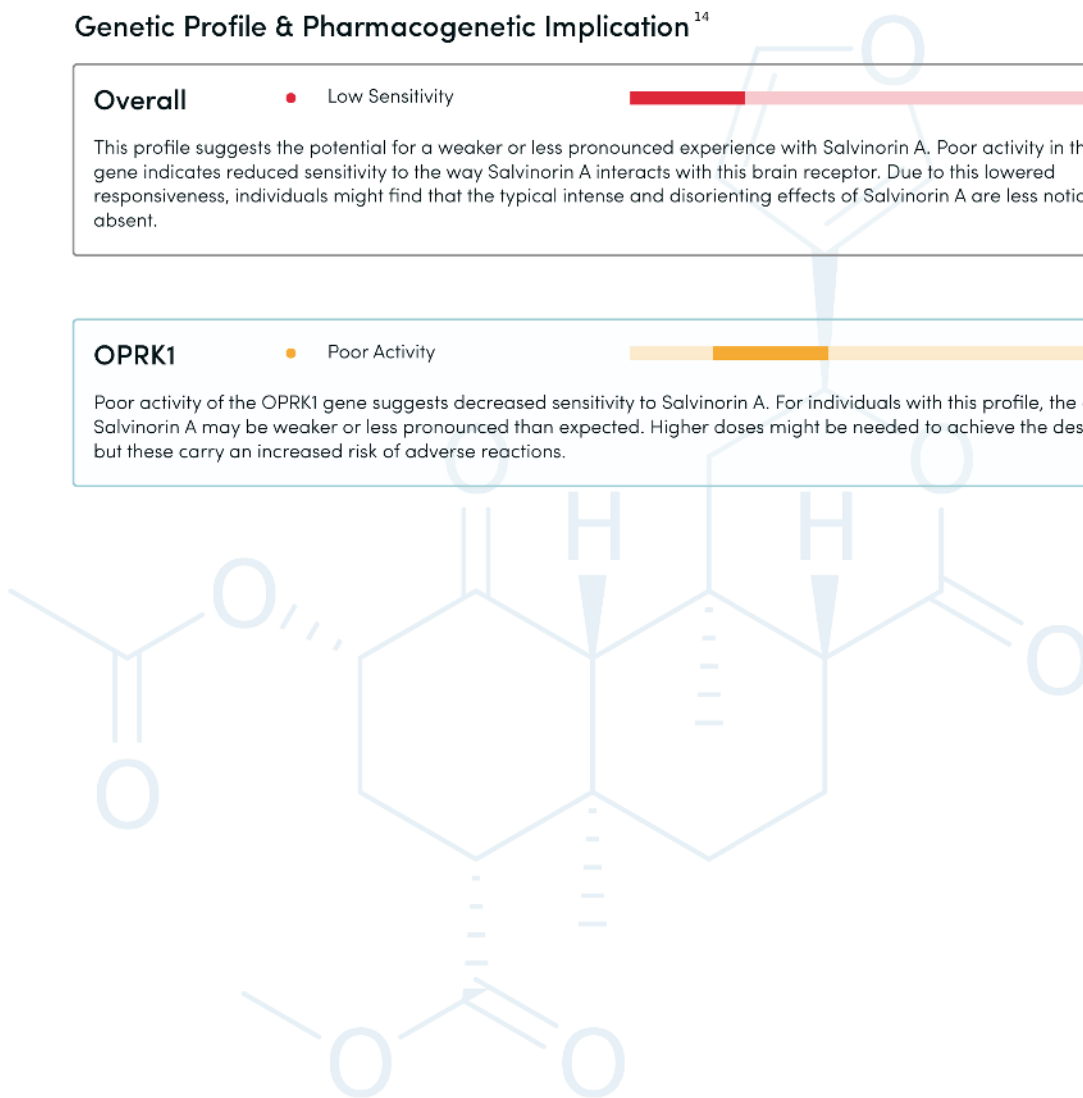 Genetic Profile & Pharmacogenetic Implication 14
Overall
Low Sensitivity
This profile suggests the potential for a weaker or less pronounced experience with Salvinorin A. Poor activity in
gene indicates reduced sensitivity to the way Salvinorin A interacts with this brain receptor. Due to this lowered
responsiveness, individuals might find that the typical intense and disorienting effects of Salvinorin A are less
absent.
OPRK1
Poor Activity
Poor activity of the OPRK1 gene suggests decreased sensitivity to Salvinorin A. For individuals with this profile, the
Salvinorin A may be weaker or less pronounced than expected. Higher doses might be needed to achieve the
but these carry an increased risk of adverse reactions.
O
O
O
H
H
O
O
O
O
O